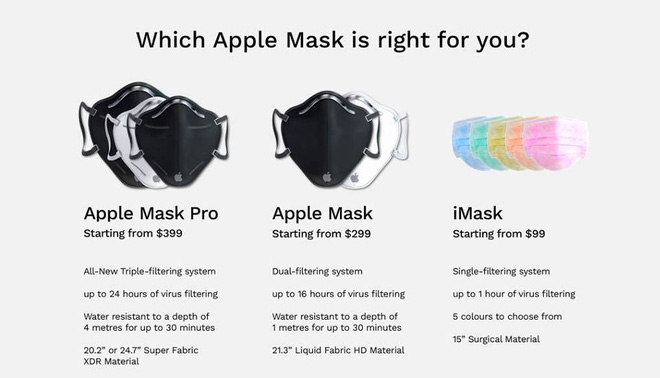 Which Apple Mask is right for you?
Apple Mask Pro
Starting from $399
All-New Triple-filtering system
up to 24 hours of virus filtering
Water resistant to a depth of
4 metres for up to 30 minutes
20.2” or 24.7” Super Fabric
XDR Material
Apple Mask
Starting from $299
Dual-filtering system
up to 16 hours of virus filtering
Water resistant to a depth of
1 metres for up to 30 minutes
21.3” Liquid Fabric HD Material
iMask
Starting from $99
Single-filtering system
up to 1 hour of virus filtering
5 colours to choose from
15” Surgical Material